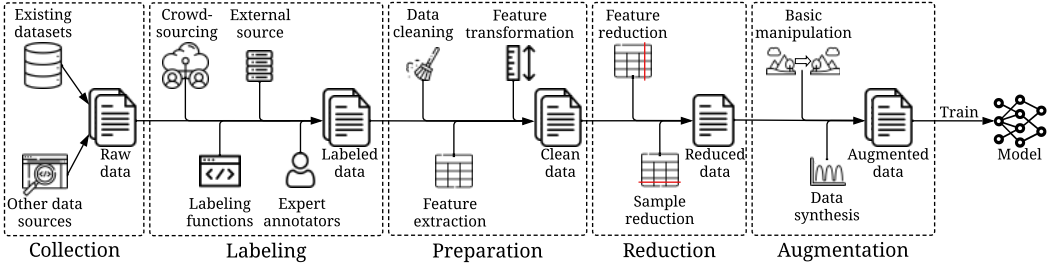 Existing
datasets
Other data
sources
Raw
data
Collection
Crowd-
sourcing
External
source
Labeling
functions
Expert
annotators
Labeled
data
Labeling
Data
cleaning
Feature
transformation
Feature
extraction
Clean
data
Preparation
Feature
reduction
Sample
reduction
Reduced
data
Reduction
Basic
manipulation
Data
synthesis
Augmented
data
Augmentation
Train
Model